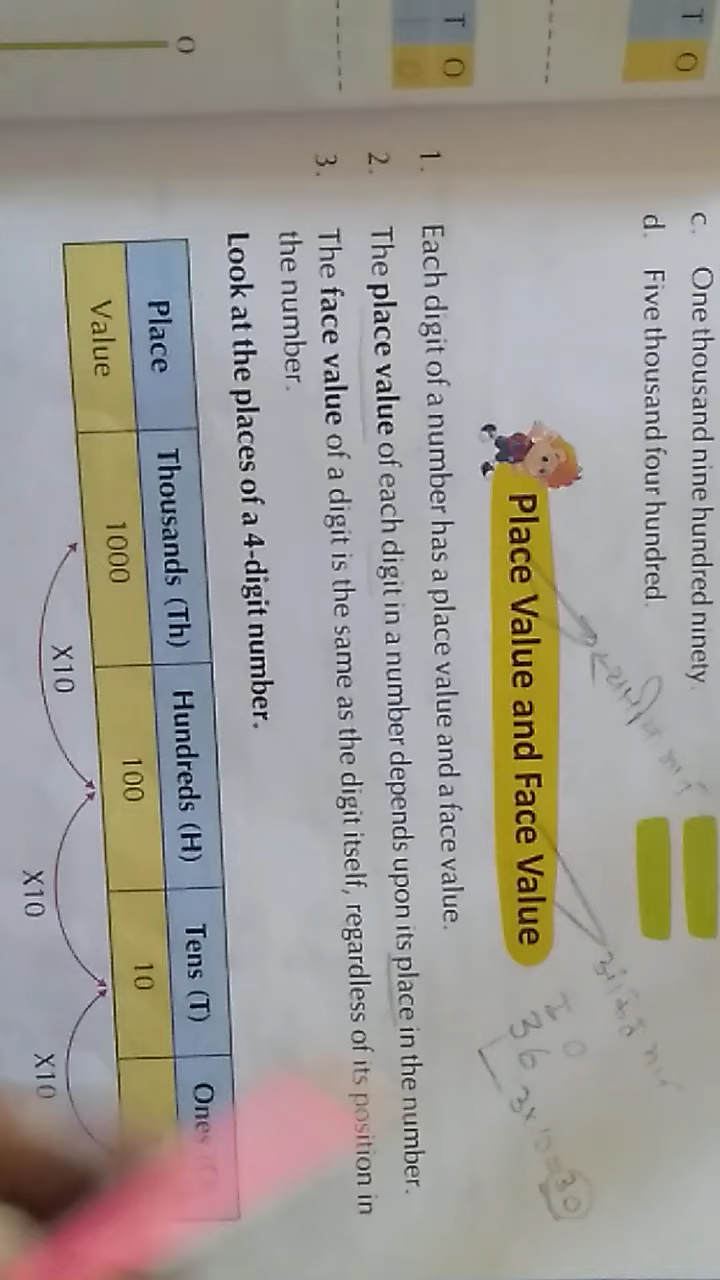 T O
T O
O
c. One thousand nine hundred ninety.
d. Five thousand four hundred.
Place Value and Face Value
T O
36
3x10=30
1. Each digit of a number has a place value and a face value.
2. The place value of each digit in a number depends upon its place in the number.
3. The face value of a digit is the same as the digit itself, regardless of its position in
the number.
Look at the places of a 4-digit number.
Place Thousands (Th) Hundreds (H) Tens (T) Ones
Value 1000 100 10
X10 X10 X10